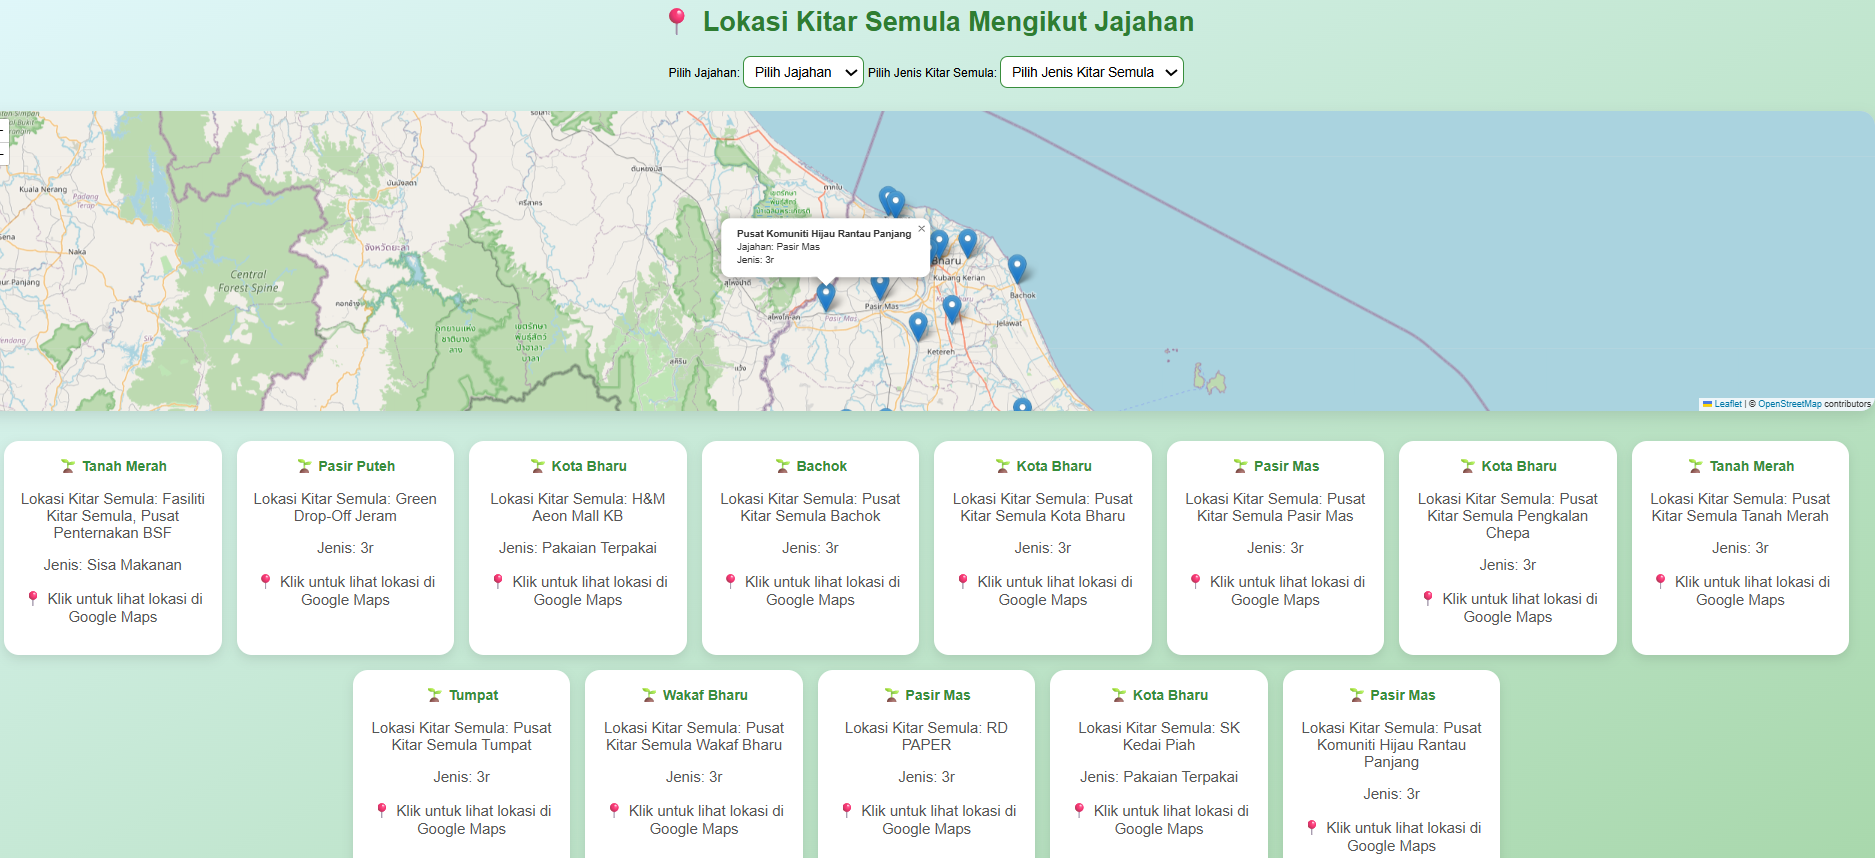 Lokasi Kitar Semula Mengikut Jajahan
Pilih Jajahan: Pilih Jajahan Pilih Jenis Kitar Semula: Pilih Jenis Kitar Semula
Kuala Nerang
Padang Terap
Naka
Central
Forest Spine
Pusat Komuniti Hijau Rantau Panjang ×
Jajahan: Pasir Mas
Jenis: 3r
Bharu
Kubang Kerian
Bachok
Pasir Mas
Pasir Mas
Jelawat
Ketereh
Leaflet | © OpenStreetMap contributors
Tanah Merah
Lokasi Kitar Semula: Fasiliti
Kitar Semula, Pusat
Penternakan BSF
Jenis: Sisa Makanan
Klik untuk lihat lokasi di
Google Maps
Pasir Puteh
Lokasi Kitar Semula: Green
Drop-Off Jeram
Jenis: 3r
Klik untuk lihat lokasi di
Google Maps
Kota Bharu
Lokasi Kitar Semula: H&M
Aeon Mall KB
Jenis: Pakaian Terpakai
Klik untuk lihat lokasi di
Google Maps
Bachok
Lokasi Kitar Semula: Pusat
Kitar Semula Bachok
Jenis: 3r
Klik untuk lihat lokasi di
Google Maps
Kota Bharu
Lokasi Kitar Semula: Pusat
Kitar Semula Kota Bharu
Jenis: 3r
Klik untuk lihat lokasi di
Google Maps
Pasir Mas
Lokasi Kitar Semula: Pusat
Kitar Semula Pasir Mas
Jenis: 3r
Klik untuk lihat lokasi di
Google Maps
Kota Bharu
Lokasi Kitar Semula: Pusat
Kitar Semula Pengkalan
Chepa
Jenis: 3r
Klik untuk lihat lokasi di
Google Maps
Tanah Merah
Lokasi Kitar Semula: Pusat
Kitar Semula Tanah Merah
Jenis: 3r
Klik untuk lihat lokasi di
Google Maps
Tumpat
Lokasi Kitar Semula: Pusat
Kitar Semula Tumpat
Jenis: 3r
Klik untuk lihat lokasi di
Google Maps
Wakaf Bharu
Lokasi Kitar Semula: Pusat
Kitar Semula Wakaf Bharu
Jenis: 3r
Klik untuk lihat lokasi di
Google Maps
Pasir Mas
Lokasi Kitar Semula: RD
PAPER
Jenis: 3r
Klik untuk lihat lokasi di
Google Maps
Kota Bharu
Lokasi Kitar Semula: SK
Kedai Piah
Jenis: Pakaian Terpakai
Klik untuk lihat lokasi di
Google Maps
Pasir Mas
Lokasi Kitar Semula: Pusat
Komuniti Hijau Rantau
Panjang
Jenis: 3r
Klik untuk lihat lokasi di
Google Maps